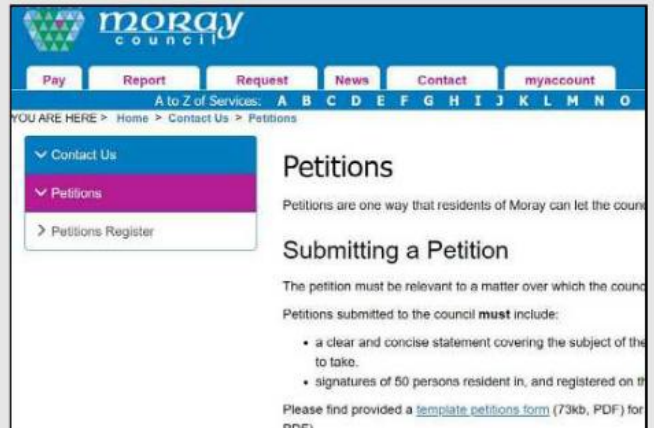 moray
council
Pay Report Request News Contact myaccount
A to Z of Services: A B C D E F G H I J K L M N O
YOU ARE HERE > Home > Contact Us > Petitions
Contact Us
Petitions
> Petitions Register
Petitions
Petitions are one way that residents of Moray can let the
Submitting a Petition
The petition must be relevant to a matter over which the
Petitions submitted to the council must include:
• a clear and concise statement covering the subject of the
to take.
• signatures of 50 persons resident in, and registered on
Please find provided a template petitions form (73kb, PDF) for
PDF)